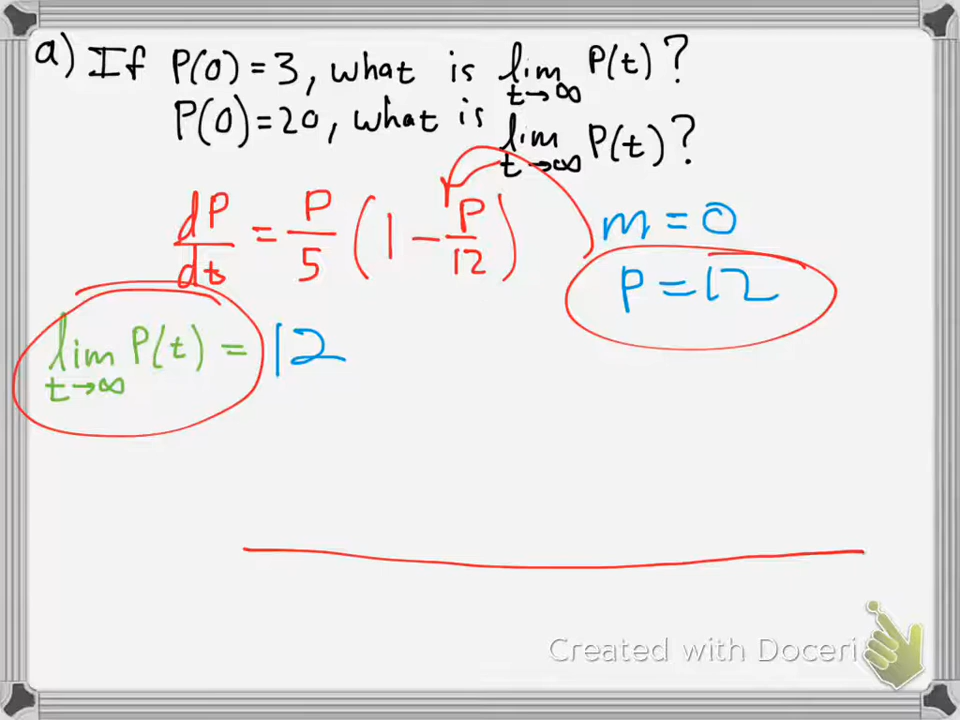 a) If P(0) = 3, what is lim t→∞ P(t)?
P(0) = 20, what is lim t→∞ P(t)?
dP/dt = P/5 (1 − P/12)
m = 0
P = 12
lim t→∞ P(t) = 12
Created with Doceri